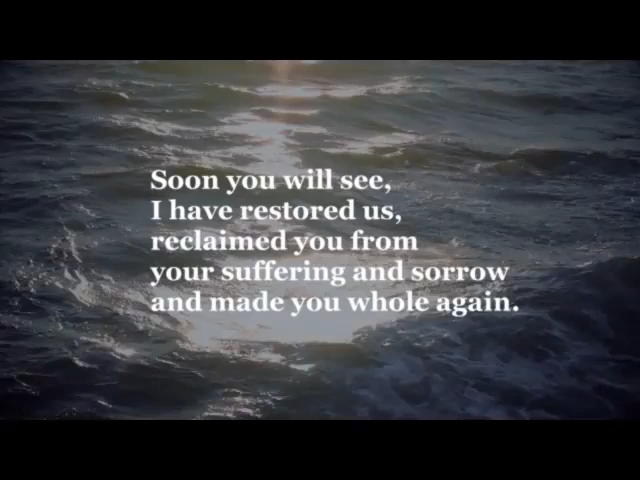 Soon you will see,
I have restored us,
reclaimed you from
your suffering and sorrow
and made you whole again.